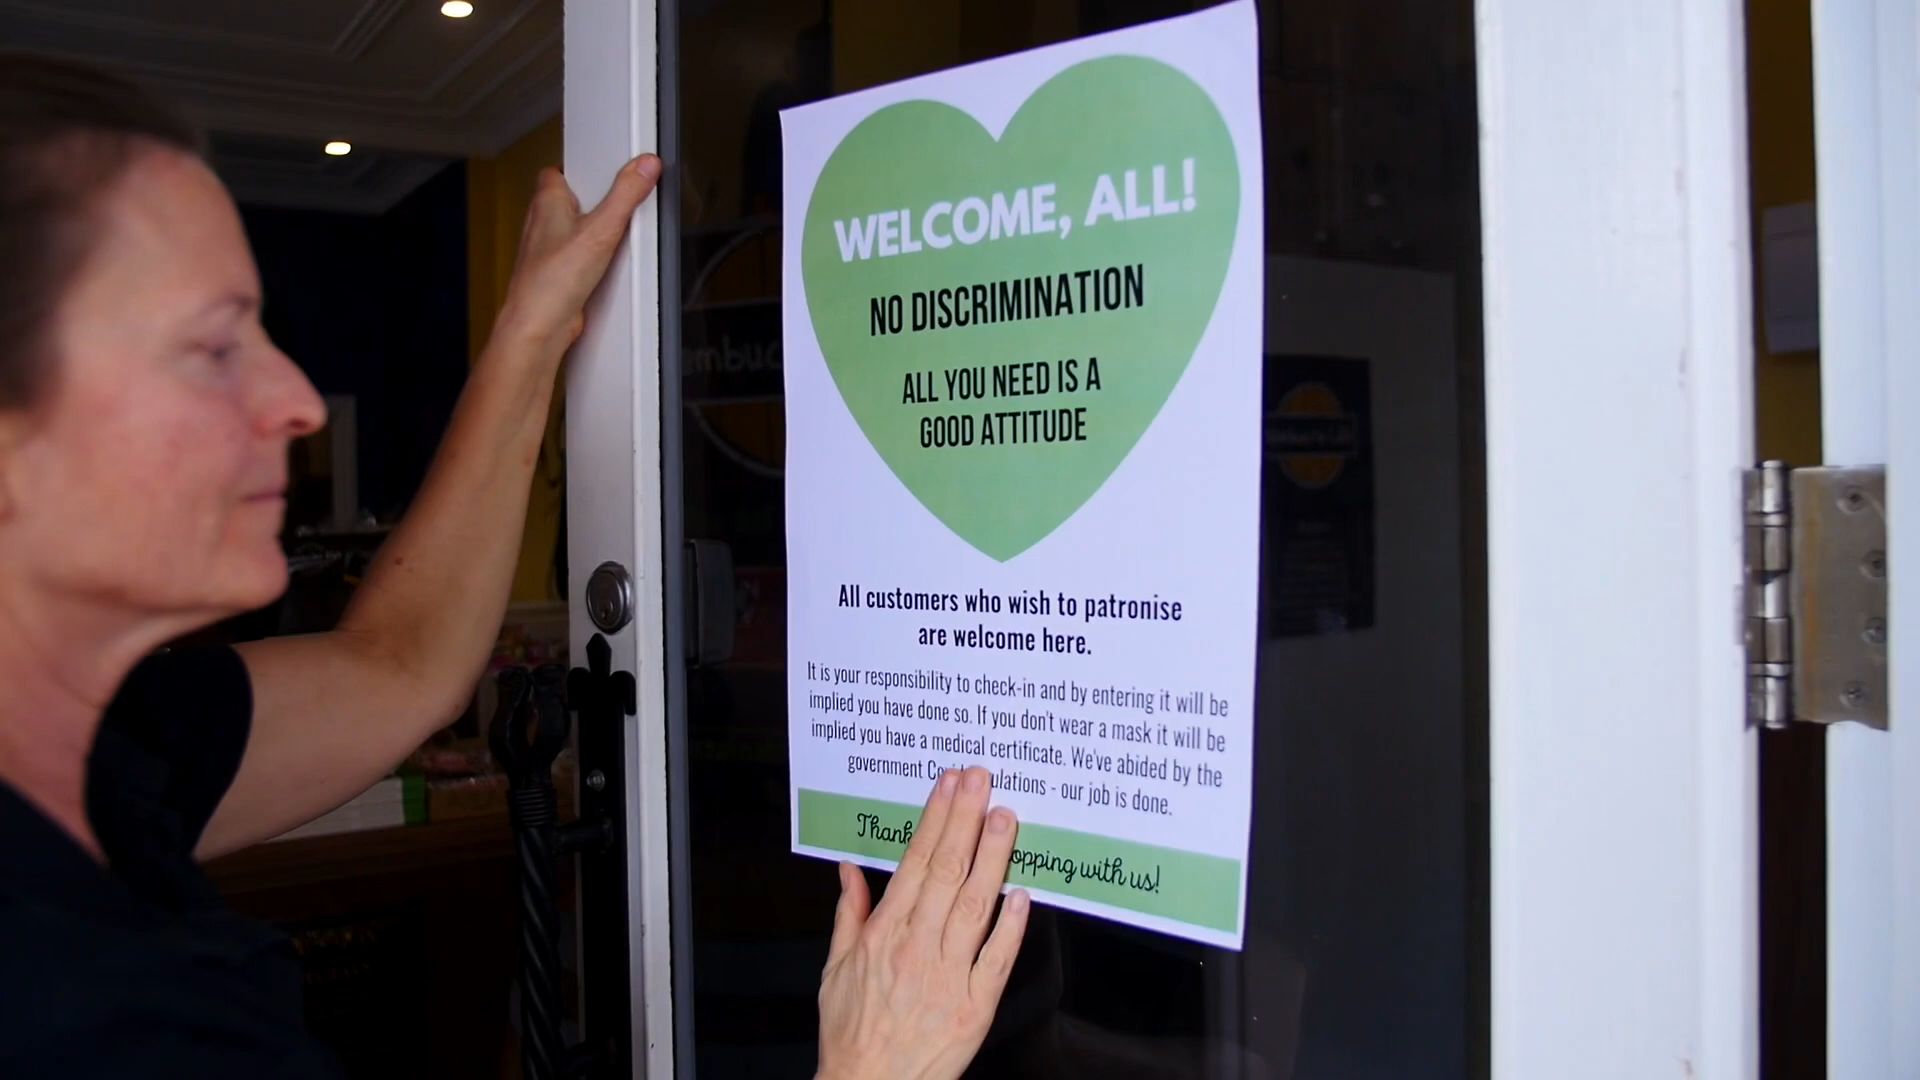 WELCOME, ALL!
NO DISCRIMINATION
ALL YOU NEED IS A
GOOD ATTITUDE
All customers who wish to patronise
are welcome here.
It is your responsibility to check-in and by entering it will be
implied you have done so. If you don't wear a mask it will be
implied you have a medical certificate. We've abided by the
government - our job is done.
Thank with us!